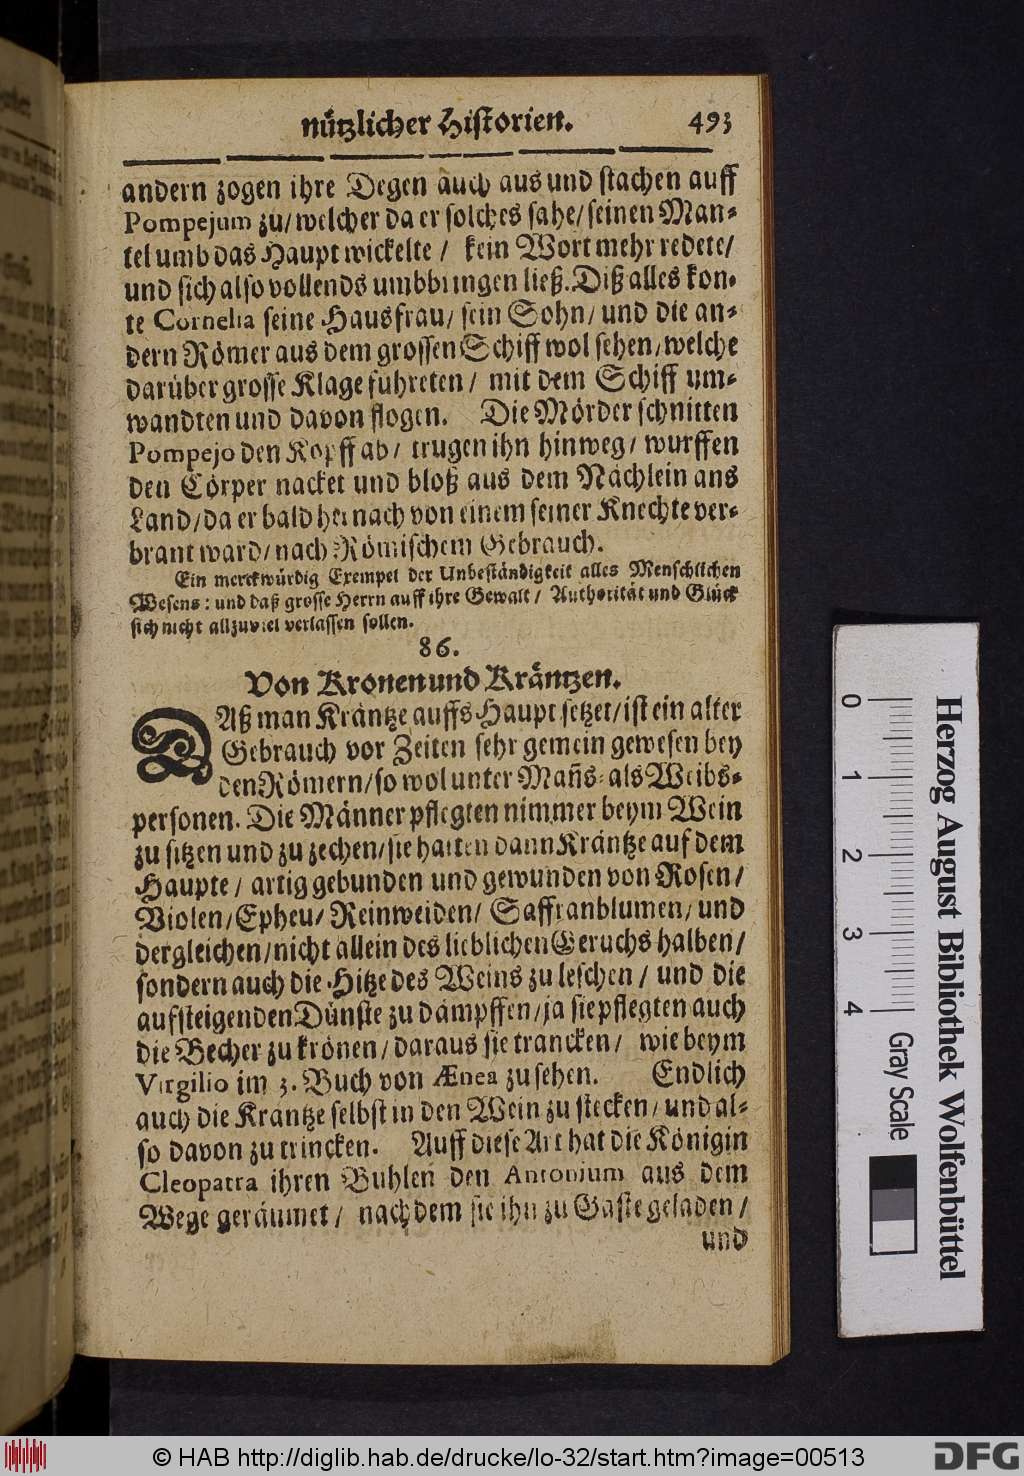 nützlicher Historien. 493
andern zogen ihre Degen auch aus und stachen auff
Pompejum zu/ welcher da er solches sahe/ seinen Man-
tel umb das Haupt wickelte / kein Wort mehr redete/
und sich also vollends umbbringen ließ. Diß alles kon-
te Cornelia seine Hausfrau/ sein Sohn/ und die an-
dern Römer aus dem grossen Schiff wol sehen/ welche
darüber grosse Klage führeten / mit dem Schiff um-
wandten und davon flogen. Die Mörder schnitten
Pompejo den Kopff ab/ trugen ihn hinweg/ wurffen
den Cörper nacket und bloß aus dem Nachlein ans
Land/ da er bald hernach von einem seiner Knechte ver-
brant ward/ nach Römischem Gebrauch.
Ein merckwürdig Exempel der Unbeständigkeit alles Menschlichen
Wesens: und daß grosse Herrn auff ihre Gewalt / Authorität und Glück
sich nicht allzuviel verlassen sollen.
86.
Von Kronen und Kräntzen.
DAß man Kräntze auffs Haupt setzet/ ist ein alter
Gebrauch vor Zeiten sehr gemein gewesen bey
den Römern/ so wol unter Mañs- als Weibs-
personen. Die Männer pflegten nimmer beym Wein
zu sitzen und zu zechen/ sie hatten dann Kräntze auf dem
Haupte / artig gebunden und gewunden von Rosen/
Violen/ Epheu/ Reinweiden/ Saffranblumen/ und
dergleichen/ nicht allein des lieblichen Geruchs halben/
sondern auch die Hitze des Weins zu leschen / und die
aufsteigenden Dünste zu dämpffen/ ja sie pflegten auch
die Becher zu krönen/ daraus sie trancken/ wie beym
Virgilio im 3. Buch von Ænea zu sehen. Endlich
auch die Kräntze selbst in den Wein zu stecken/ und al-
so davon zu trincken. Auff diese Art hat die Königin
Cleopatra ihren Buhlen den Antonium aus dem
Wege geräumet / nachdem sie ihn zu Gaste geladen /
und
0 1 2 3 4
Gray Scale
Herzog August Bibliothek Wolfenbüttel
© HAB http://diglib.hab.de/drucke/lo-32/start.htm?image=00513
DFG